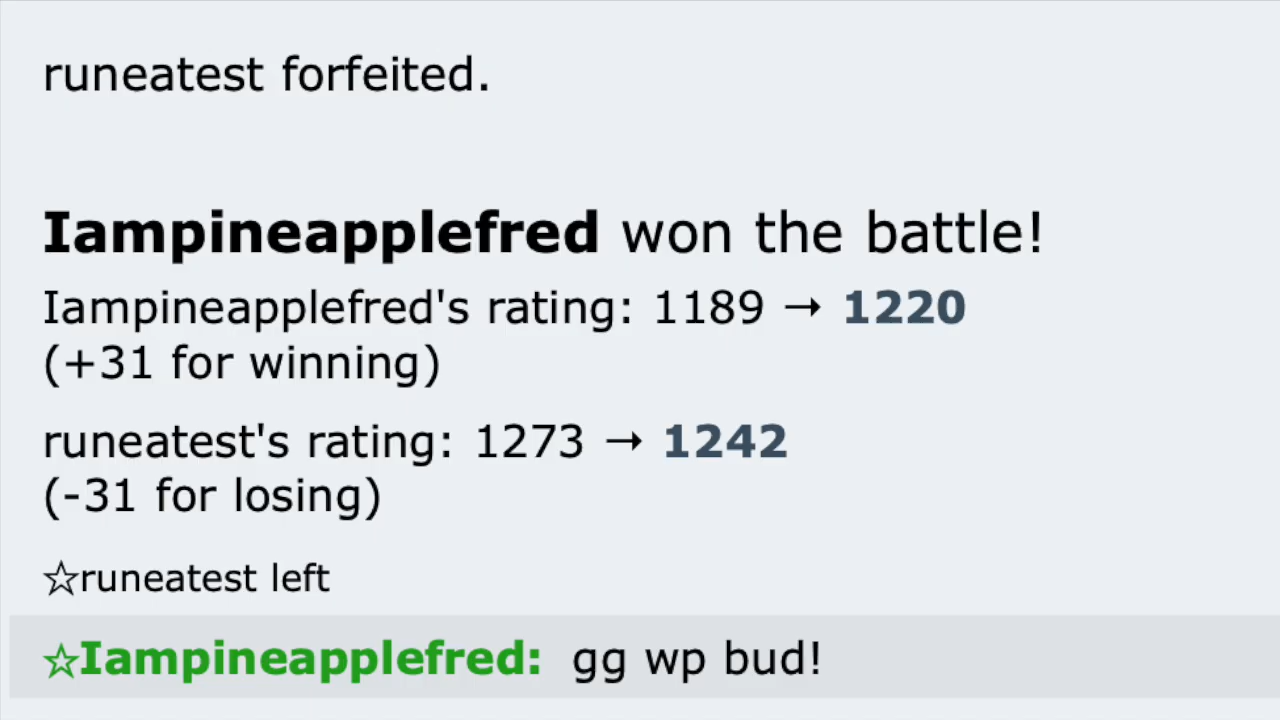 runeatest forfeited.
Iampineapplefred won the battle!
Iampineapplefred's rating: 1189 → 1220
(+31 for winning)
runeatest's rating: 1273 → 1242
(-31 for losing)
☆runeatest left
☆Iampineapplefred: gg wp bud!